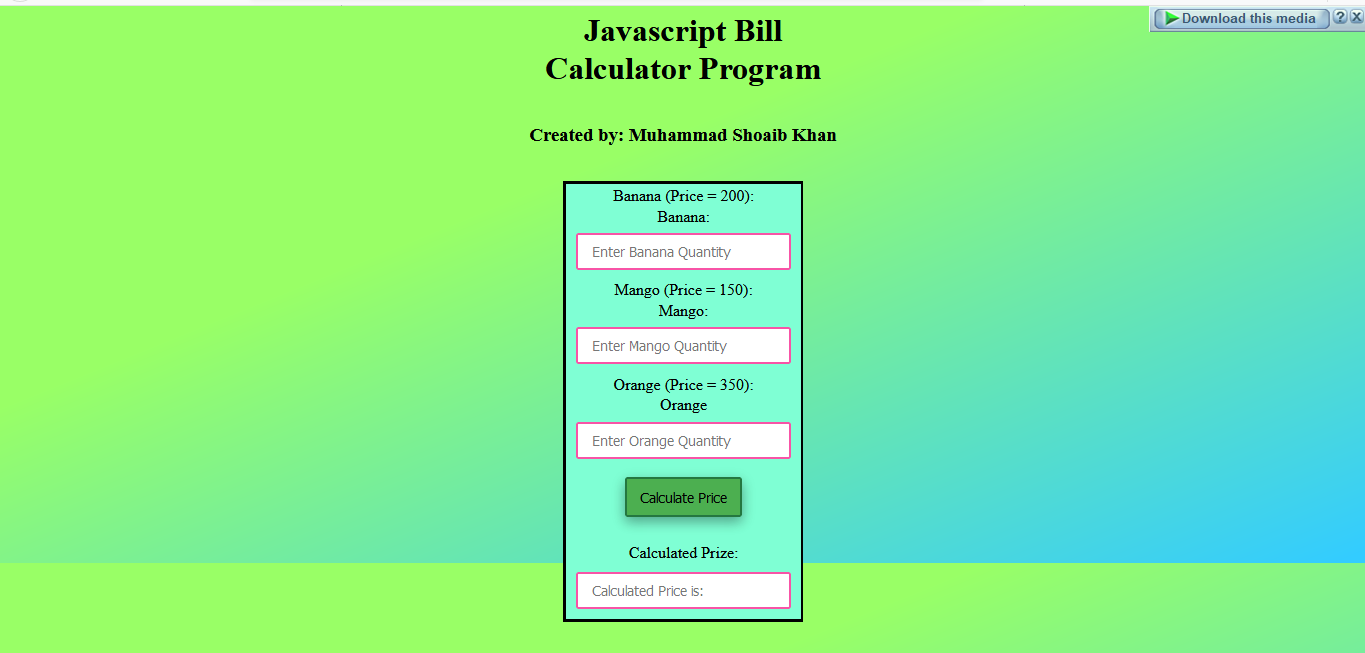 Download this media
Javascript Bill
Calculator Program
Created by: Muhammad Shoaib Khan
Banana (Price = 200):
Banana:
Enter Banana Quantity
Mango (Price = 150):
Mango:
Enter Mango Quantity
Orange (Price = 350):
Orange
Enter Orange Quantity
Calculate Price
Calculated Prize:
Calculated Price is: